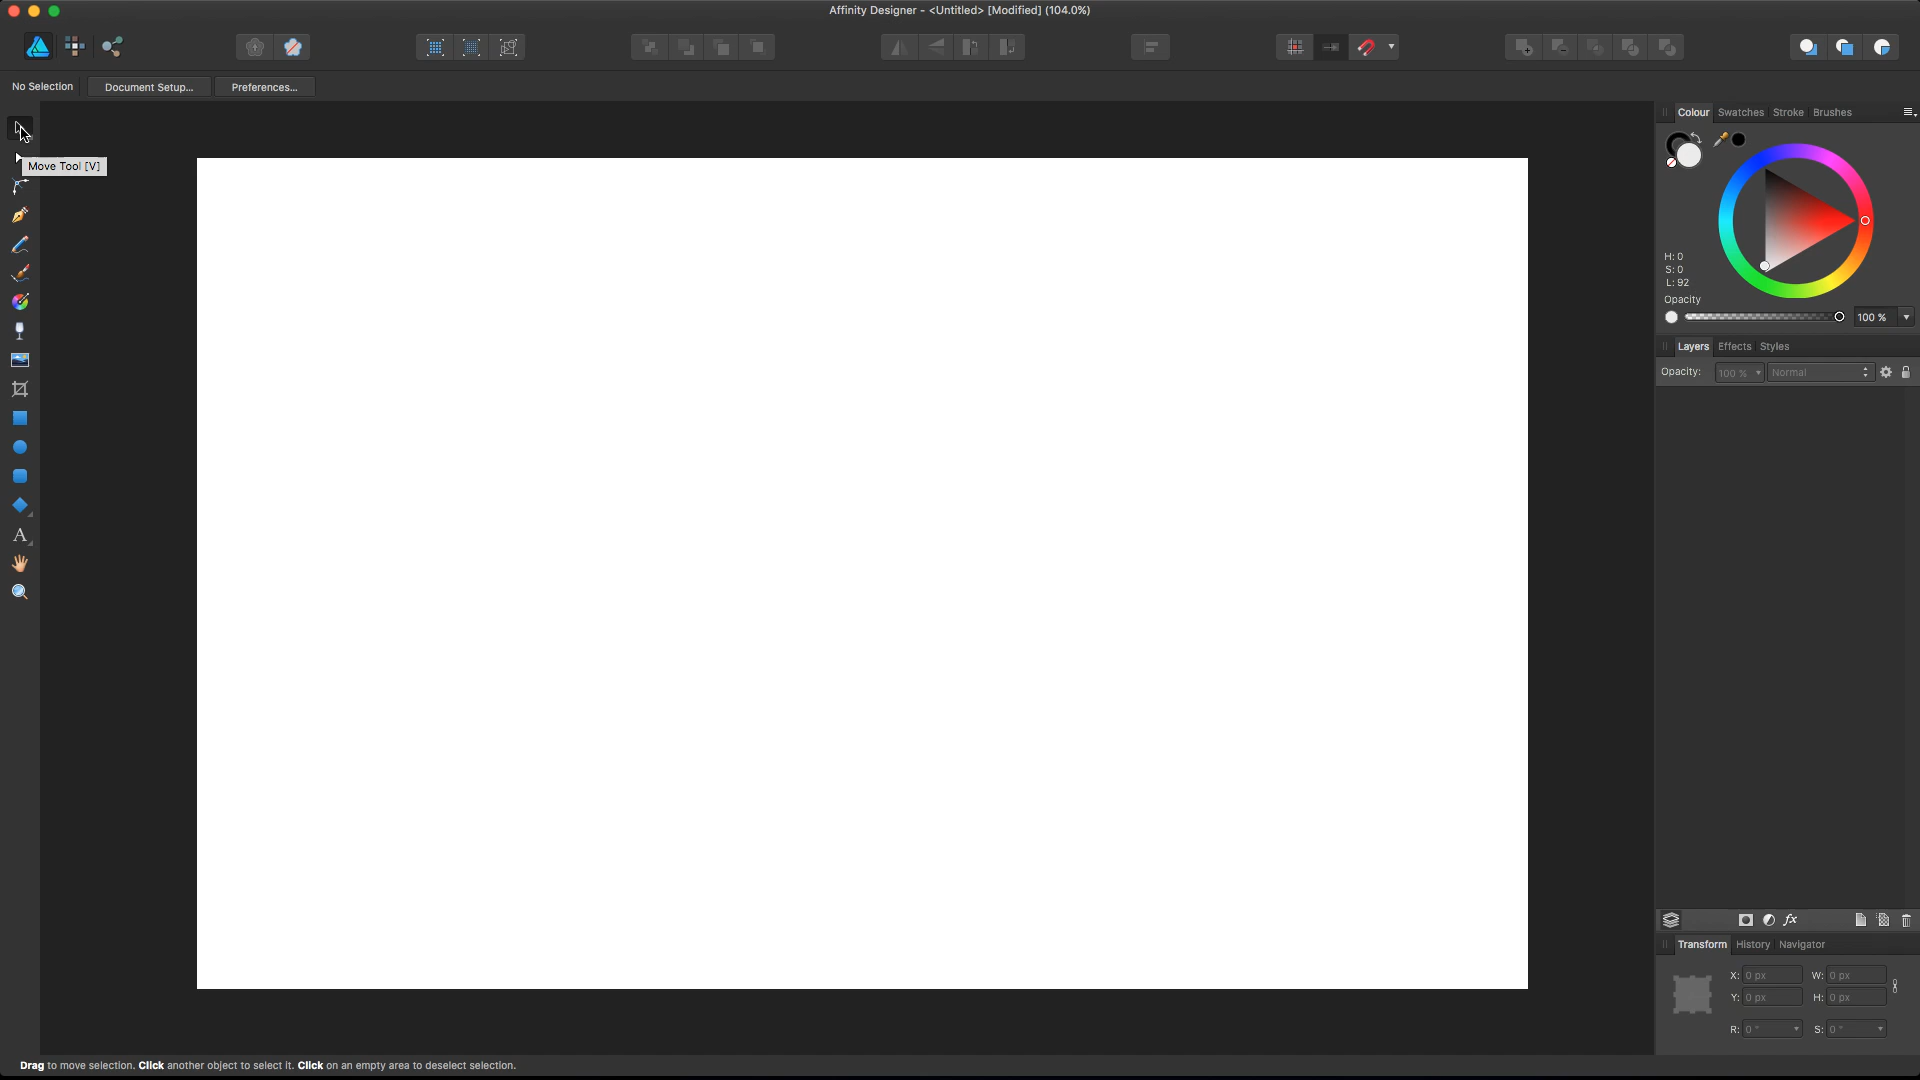 Affinity Designer - <Untitled> [Modified] (104.0%)
No Selection
Document Setup...
Preferences...
Move Tool [V]
A
Colour Swatches Stroke Brushes
H: 0
S: 0
L: 92
Opacity
100 %
Layers Effects Styles
Opacity: 100 % Normal
fx
Transform History Navigator
X: 0 px W: 0 px
Y: 0 px H: 0 px
R: 0 ° S: 0 °
Drag to move selection. Click another object to select it. Click on an empty area to deselect selection.